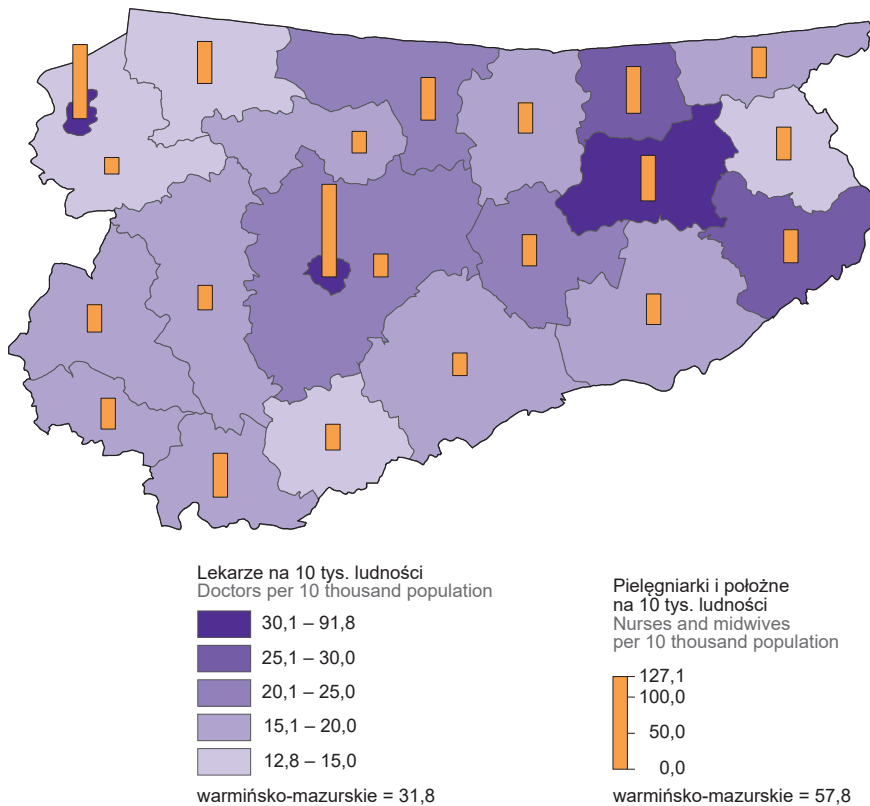 Lekarze na 10 tys. ludności
Doctors per 10 thousand population
30,1 – 91,8
25,1 – 30,0
20,1 – 25,0
15,1 – 20,0
12,8 – 15,0
warmińsko-mazurskie = 31,8
Pielęgniarki i położne
na 10 tys. ludności
Nurses and midwives
per 10 thousand population
127,1
100,0
50,0
0,0
warmińsko-mazurskie = 57,8